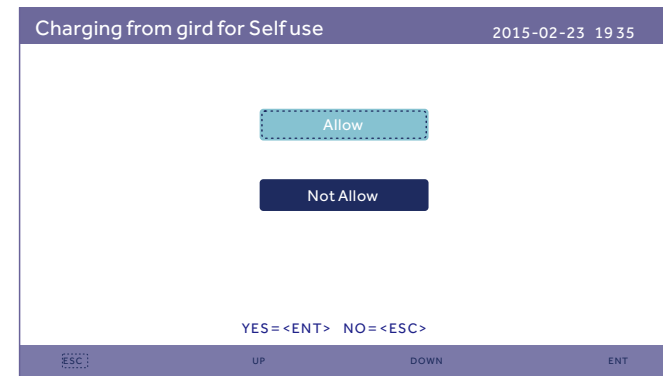 Charging from gird for Self use 2015-02-23 19 35
Allow
Not Allow
YES=<ENT> NO=<ESC>
ESC UP DOWN ENT